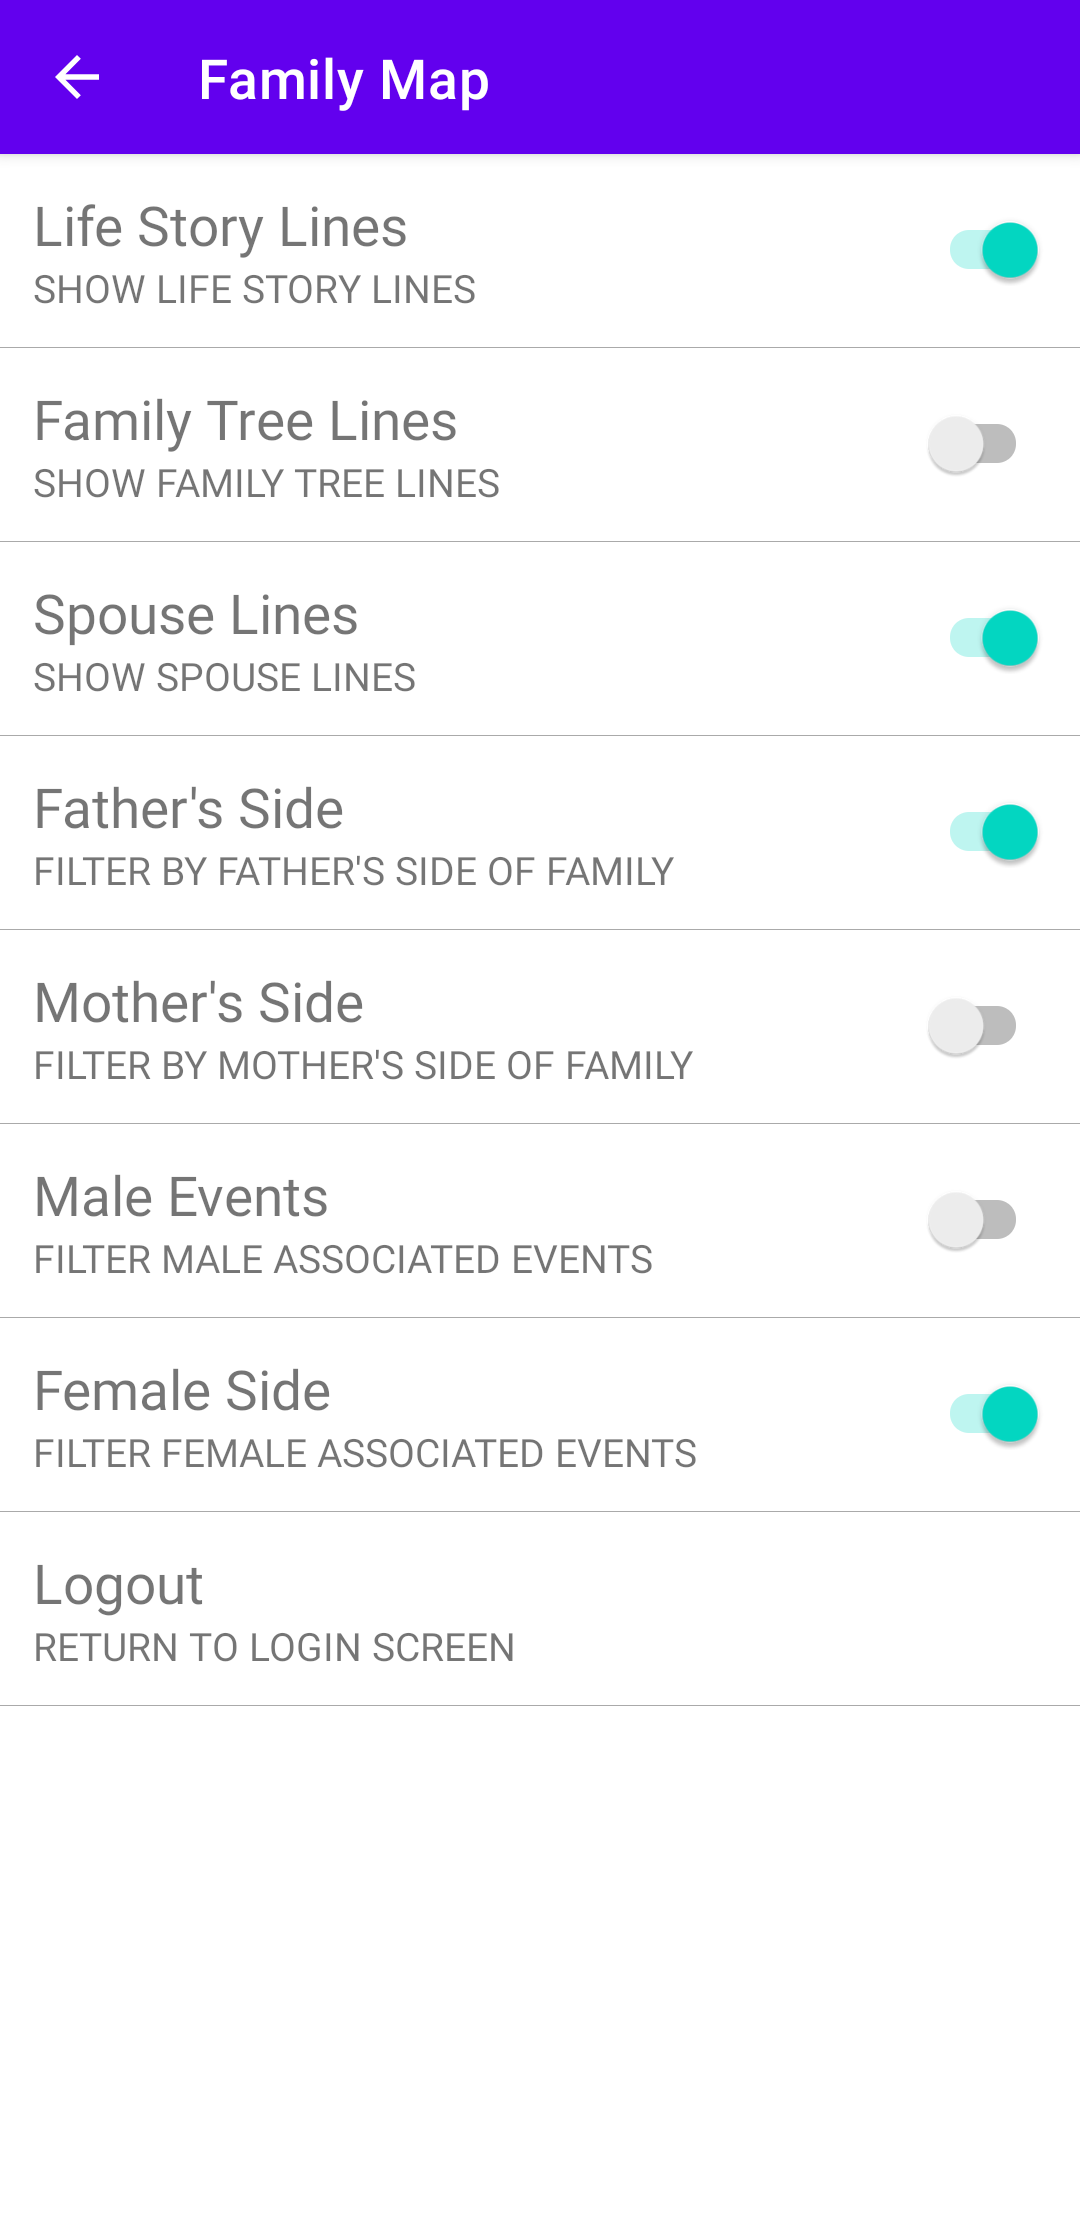 Family Map
Life Story Lines
SHOW LIFE STORY LINES
Family Tree Lines
SHOW FAMILY TREE LINES
Spouse Lines
SHOW SPOUSE LINES
Father's Side
FILTER BY FATHER'S SIDE OF FAMILY
Mother's Side
FILTER BY MOTHER'S SIDE OF FAMILY
Male Events
FILTER MALE ASSOCIATED EVENTS
Female Side
FILTER FEMALE ASSOCIATED EVENTS
Logout
RETURN TO LOGIN SCREEN